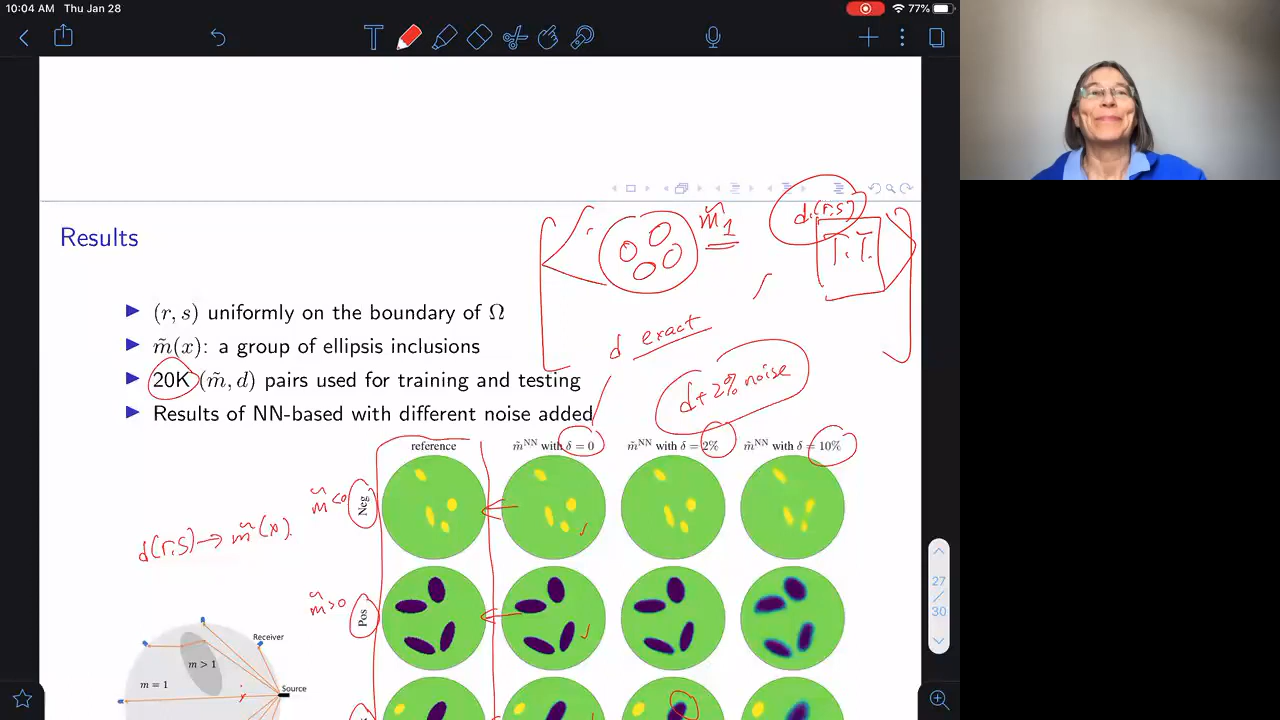 10:04 AM Thu Jan 28
77%
Results
m̃₁
d₁(r,s)
(r, s) uniformly on the boundary of Ω
m̃(x): a group of ellipsis inclusions
20K (m̃, d) pairs used for training and testing
Results of NN-based with different noise added
d exact
d+2% noise
reference
m̃ᴺᴺ with δ = 0
m̃ᴺᴺ with δ = 2%
m̃ᴺᴺ with δ = 10%
m̃<0
Neg
d(r,s)→m̃(x).
m̃>0
Pos
Receiver
m > 1
m = 1
Source
27
/
30